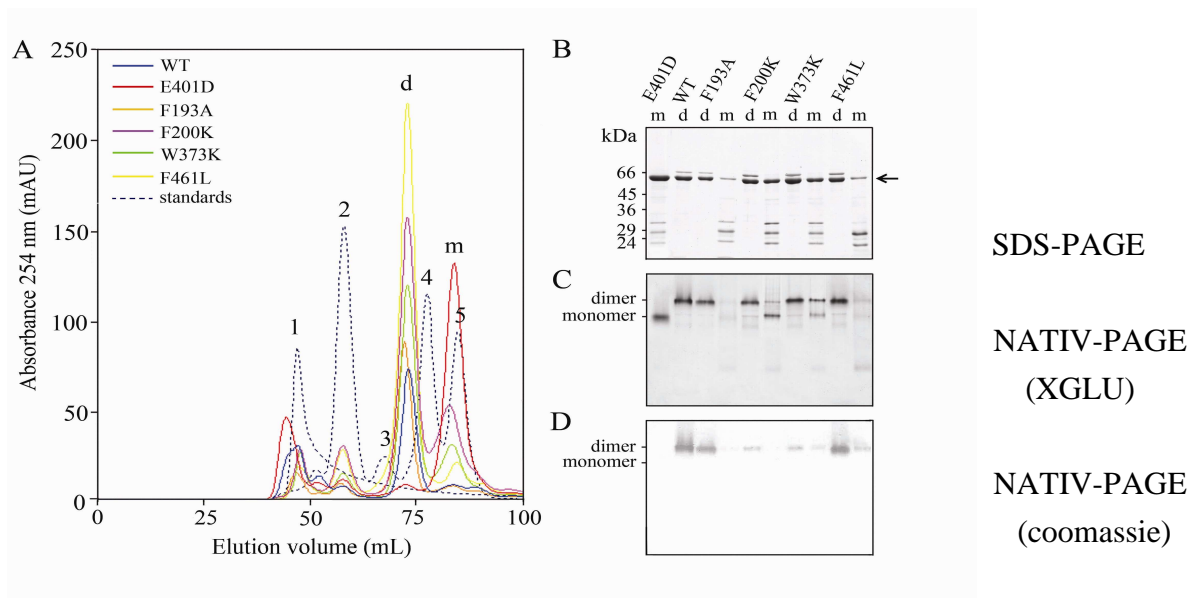 A
B
250
200
150
100
50
0
Absorbance 254 nm (mAU)
WT
E401D
F193A
F200K
W373K
F461L
standards
1
2
3
d
4
m
5
0
25
50
75
100
Elution volume (mL)
E401D
WT
F193A
F200K
W373K
F461L
m d d m d m d m d m
kDa
66
45
36
29
24
C
dimer
monomer
D
dimer
monomer
SDS-PAGE
NATIV-PAGE
(XGLU)
NATIV-PAGE
(coomassie)